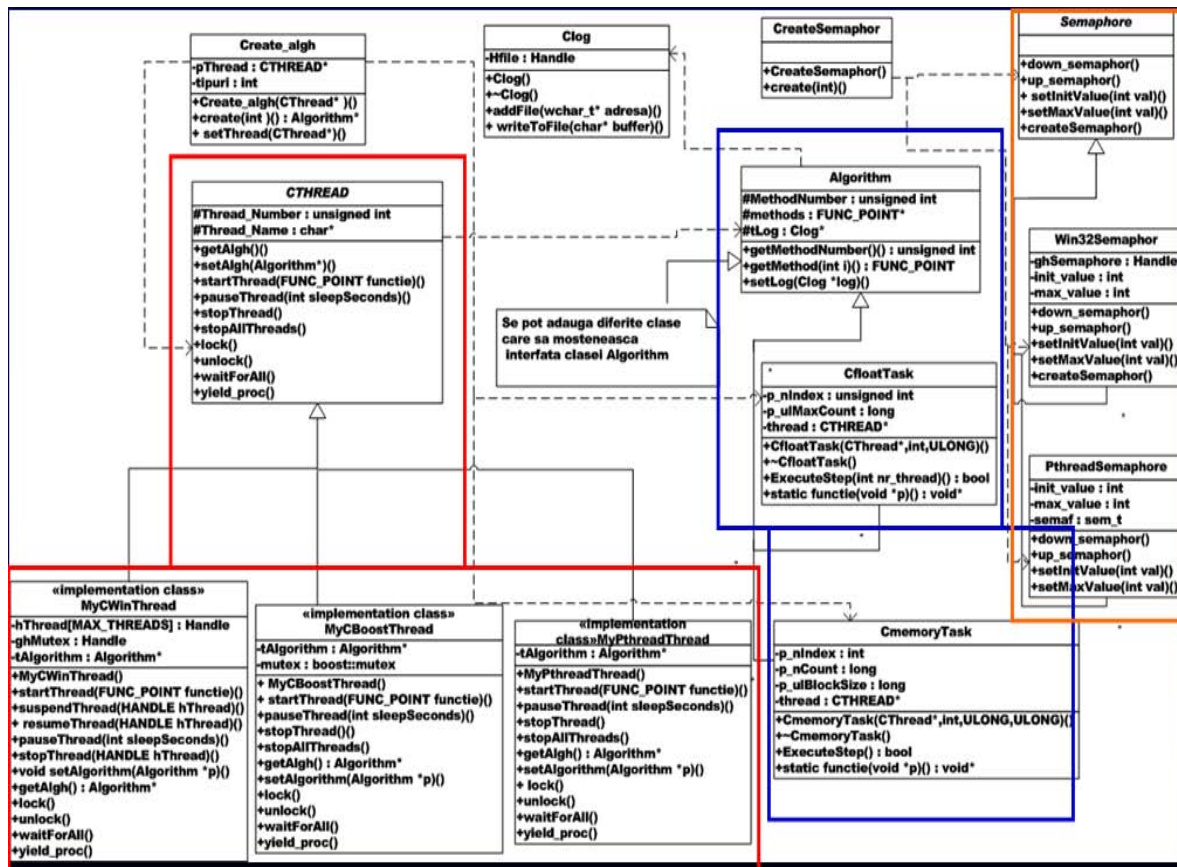 Create_algh
-pThread : CTHREAD*
-tipuri : int
+Create_algh(CThread* )()
+create(int )() : Algorithm*
+ setThread(CThread*)()
Clog
-Hfile : Handle
+Clog()
+~Clog()
+addFile(wchar_t* adresa)()
+ writeToFile(char* buffer)()
CreateSemaphor
+CreateSemaphor()
+create(int)()
Semaphore
+down_semaphor()
+up_semaphor()
+ setInitValue(int val)()
+setMaxValue(int val)()
+createSemaphor()
CTHREAD
#Thread_Number : unsigned int
#Thread_Name : char*
+getAlgh()()
+setAlgh(Algorithm*)()
+startThread(FUNC_POINT functie)()
+pauseThread(int sleepSeconds)()
+stopThread()
+stopAllThreads()
+lock()
+unlock()
+waitForAll()
+yield_proc()
Algorithm
#MethodNumber : unsigned int
#methods : FUNC_POINT*
#tLog : Clog*
+getMethodNumber()() : unsigned int
+getMethod(int i)() : FUNC_POINT
+setLog(Clog *log)()
Se pot adauga diferite clase
care sa mosteneasca
interfata clasei Algorithm
Win32Semaphor
-ghSemaphore : Handle
-init_value : int
-max_value : int
+down_semaphor()
+up_semaphor()
+setInitValue(int val)()
+setMaxValue(int val)()
+createSemaphor()
CfloatTask
-p_nIndex : unsigned int
-p_ulMaxCount : long
-thread : CTHREAD*
+CfloatTask(CThread*,int,ULONG)()
+~CfloatTask()
+ExecuteStep(int nr_thread)() : bool
+static functie(void *p)() : void*
PthreadSemaphore
-init_value : int
-max_value : int
-semaf : sem_t
+down_semaphor()
+up_semaphor()
+setInitValue(int val)()
+setMaxValue(int val)()
«implementation class»
MyCWinThread
-hThread[MAX_THREADS] : Handle
-ghMutex : Handle
-tAlgorithm : Algorithm*
+MyCWinThread()
+startThread(FUNC_POINT functie)()
+suspendThread(HANDLE hThread)()
+ resumeThread(HANDLE hThread)()
+pauseThread(int sleepSeconds)()
+stopThread(HANDLE hThread)()
+void setAlgorithm(Algorithm *p)()
+getAlgh() : Algorithm*
+lock()
+unlock()
+waitForAll()
+yield_proc()
«implementation class»
MyCBoostThread
-tAlgorithm : Algorithm*
-mutex : boost::mutex
+ MyCBoostThread()
+ startThread(FUNC_POINT functie)()
+pauseThread(int sleepSeconds)()
+stopThread()()
+stopAllThreads()
+getAlgh() : Algorithm*
+setAlgorithm(Algorithm *p)()
+lock()
+unlock()
+waitForAll()
+yield_proc()
«implementation
class»MyPthreadThread
-tAlgorithm : Algorithm*
+MyPthreadThread()
+startThread(FUNC_POINT functie)()
+pauseThread(int sleepSeconds)()
+stopThread()
+stopAllThreads()
+getAlgh() : Algorithm*
+setAlgorithm(Algorithm *p)()
+ lock()
+unlock()
+waitForAll()
+yield_proc()
CmemoryTask
-p_nIndex : int
-p_nCount : long
-p_ulBlockSize : long
-thread : CTHREAD*
+CmemoryTask(CThread*,int,ULONG,ULONG)()
+~CmemoryTask()
+ExecuteStep() : bool
+static functie(void *p)() : void*